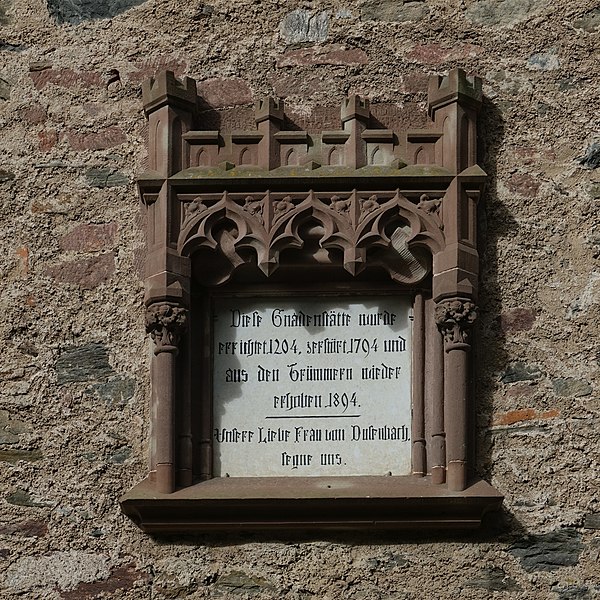 Diese Gnadenstätte wurde
errichtet 1204, zerstört 1794 und
aus den Trümmern wieder
erhoben 1894.
Unsere Liebe Frau von Dusenbach,
segne uns.